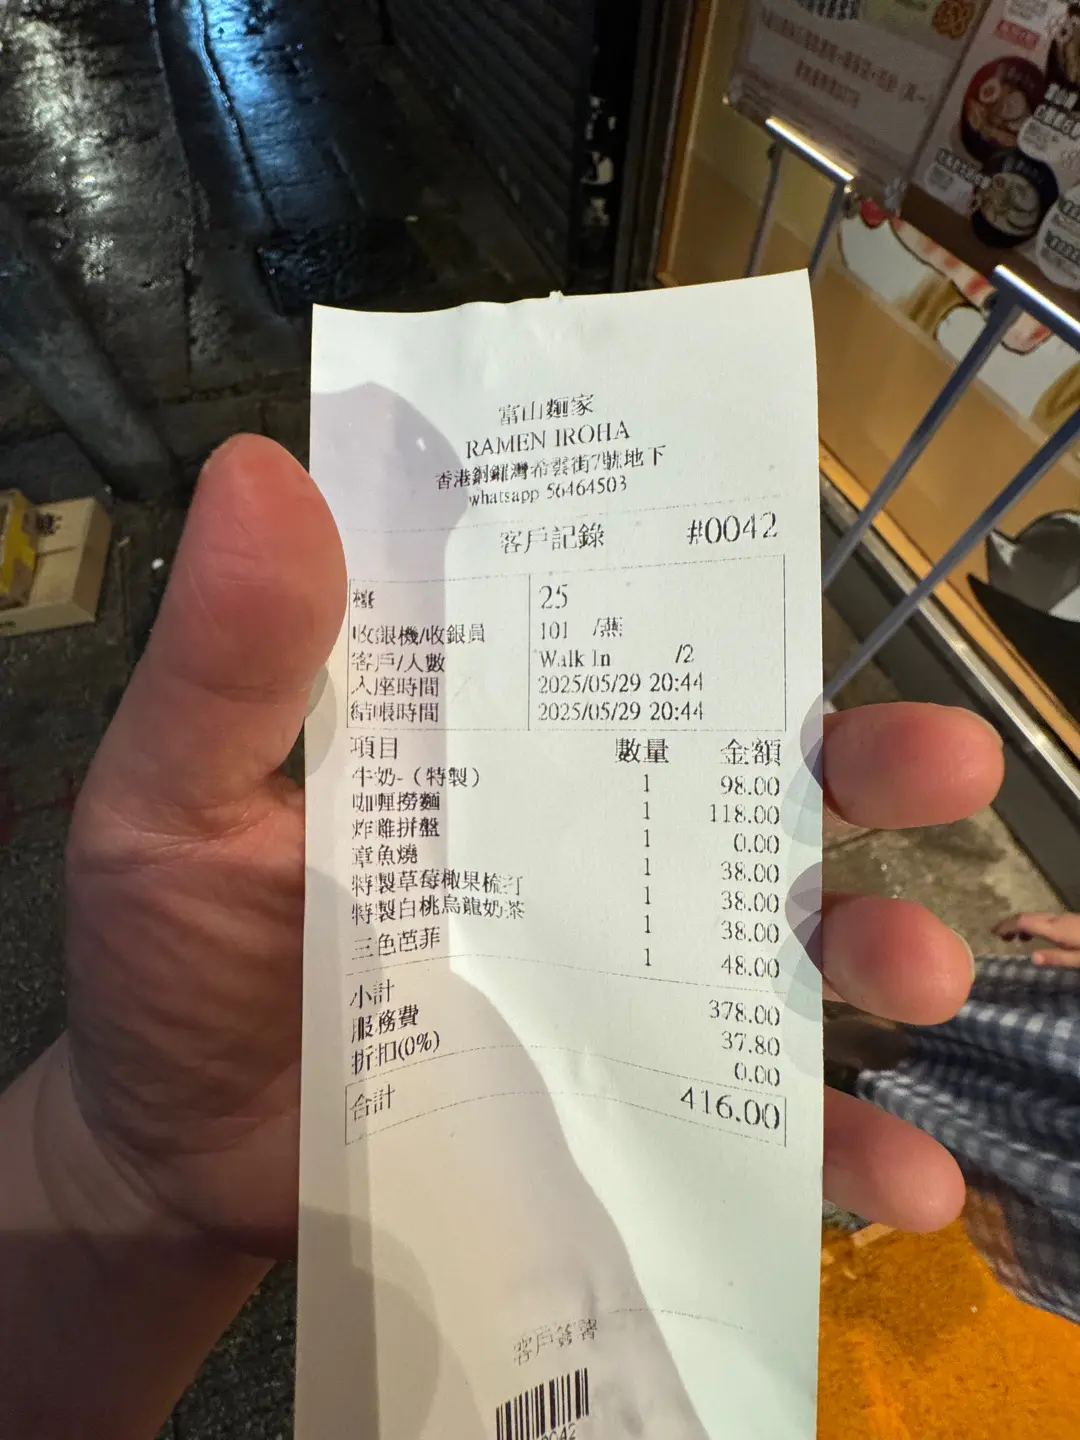 富山麵家
RAMEN IROHA
香港銅鑼灣希雲街7號地下
whatsapp 56464503
客戶記錄 #0042
檯 25
收銀機/收銀員 101 /燕
客戶/人數 Walk In /2
入座時間 2025/05/29 20:44
結帳時間 2025/05/29 20:44
項目 數量 金額
牛奶-（特製） 1 98.00
咖喱撈麵 1 118.00
炸雞拼盤 1 0.00
章魚燒 1 38.00
特製草莓椰果梳打 1 38.00
特製白桃烏龍奶茶 1 38.00
三色芭菲 1 48.00
小計 378.00
服務費 37.80
折扣(0%) 0.00
合計 416.00
客戶簽署
0042